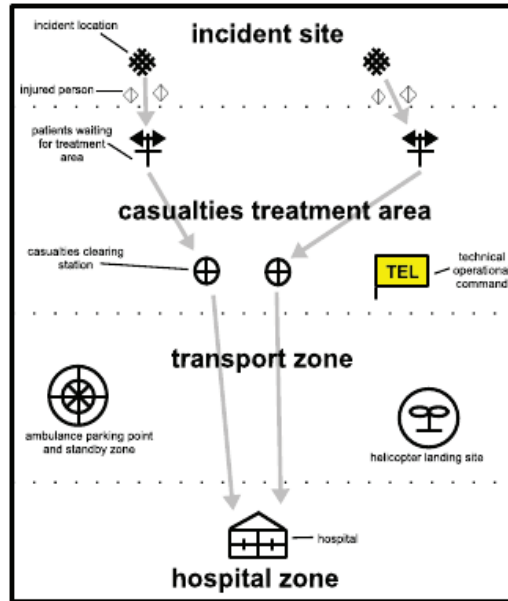 incident location
incident site
injured person
patients waiting
for treatment
area
casualties treatment area
casualties clearing
station
TEL
technical
operational
command
transport zone
ambulance parking point
and standby zone
helicopter landing site
hospital
hospital zone